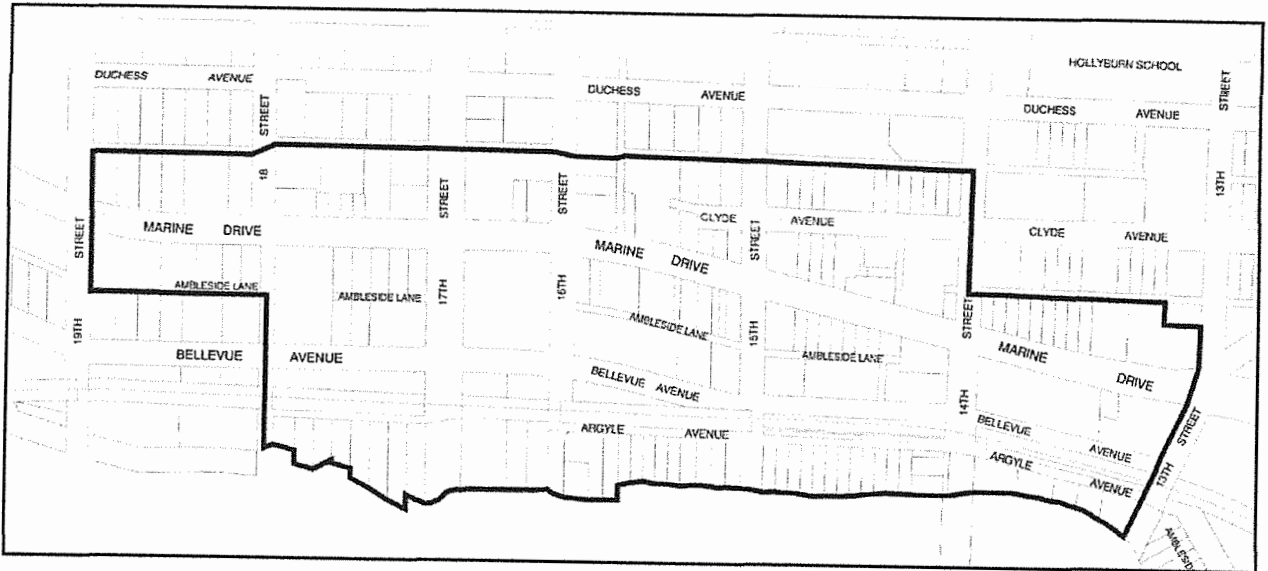 HOLLYBURN SCHOOL
DUCHESS AVENUE
DUCHESS AVENUE
DUCHESS AVENUE
18 STREET
13TH STREET
17TH STREET
16TH STREET
CLYDE AVENUE
CLYDE AVENUE
MARINE DRIVE
MARINE DRIVE
15TH STREET
19TH STREET
AMBLESIDE LANE
AMBLESIDE LANE
AMBLESIDE LANE
AMBLESIDE LANE
14TH STREET
MARINE DRIVE
BELLEVUE AVENUE
BELLEVUE AVENUE
BELLEVUE AVENUE
ARGYLE AVENUE
ARGYLE AVENUE
13TH STREET